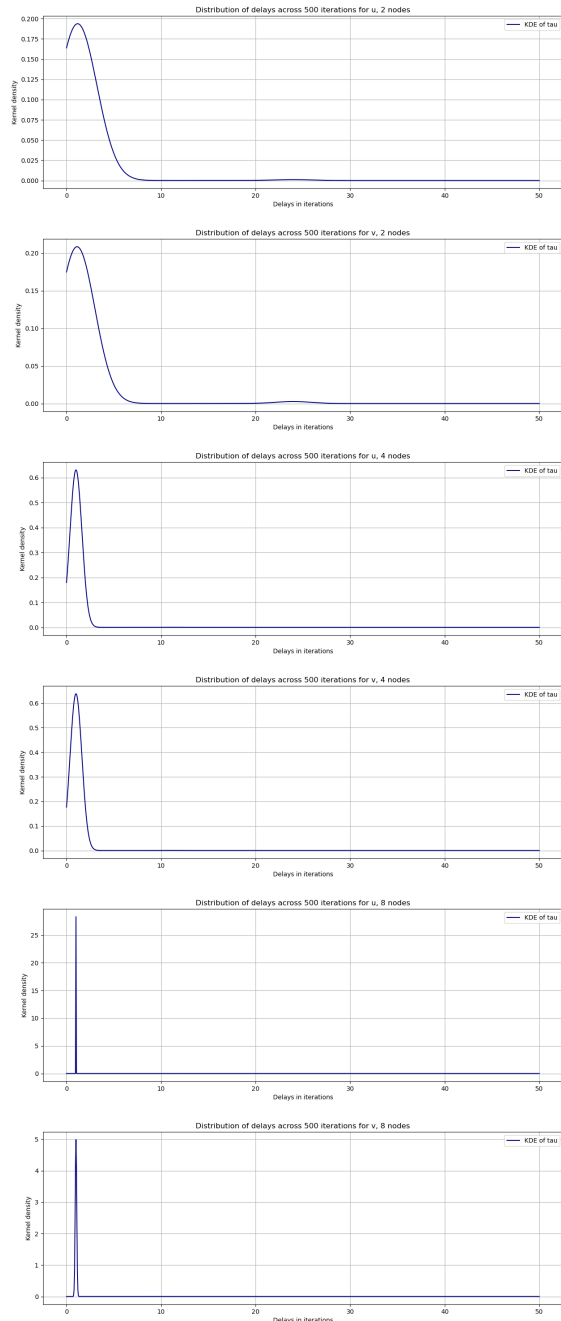 Distribution of delays across 500 iterations for u, 2 nodes
KDE of tau
Kernel density
0.200
0.175
0.150
0.125
0.100
0.075
0.050
0.025
0.000
0 10 20 30 40 50
Delays in iterations
Distribution of delays across 500 iterations for v, 2 nodes
KDE of tau
Kernel density
0.20
0.15
0.10
0.05
0.00
0 10 20 30 40 50
Delays in iterations
Distribution of delays across 500 iterations for u, 4 nodes
KDE of tau
Kernel density
0.6
0.5
0.4
0.3
0.2
0.1
0.0
0 10 20 30 40 50
Delays in iterations
Distribution of delays across 500 iterations for v, 4 nodes
KDE of tau
Kernel density
0.6
0.5
0.4
0.3
0.2
0.1
0.0
0 10 20 30 40 50
Delays in iterations
Distribution of delays across 500 iterations for u, 8 nodes
KDE of tau
Kernel density
25
20
15
10
5
0
0 10 20 30 40 50
Delays in iterations
Distribution of delays across 500 iterations for v, 8 nodes
KDE of tau
Kernel density
5
4
3
2
1
0
0 10 20 30 40 50
Delays in iterations